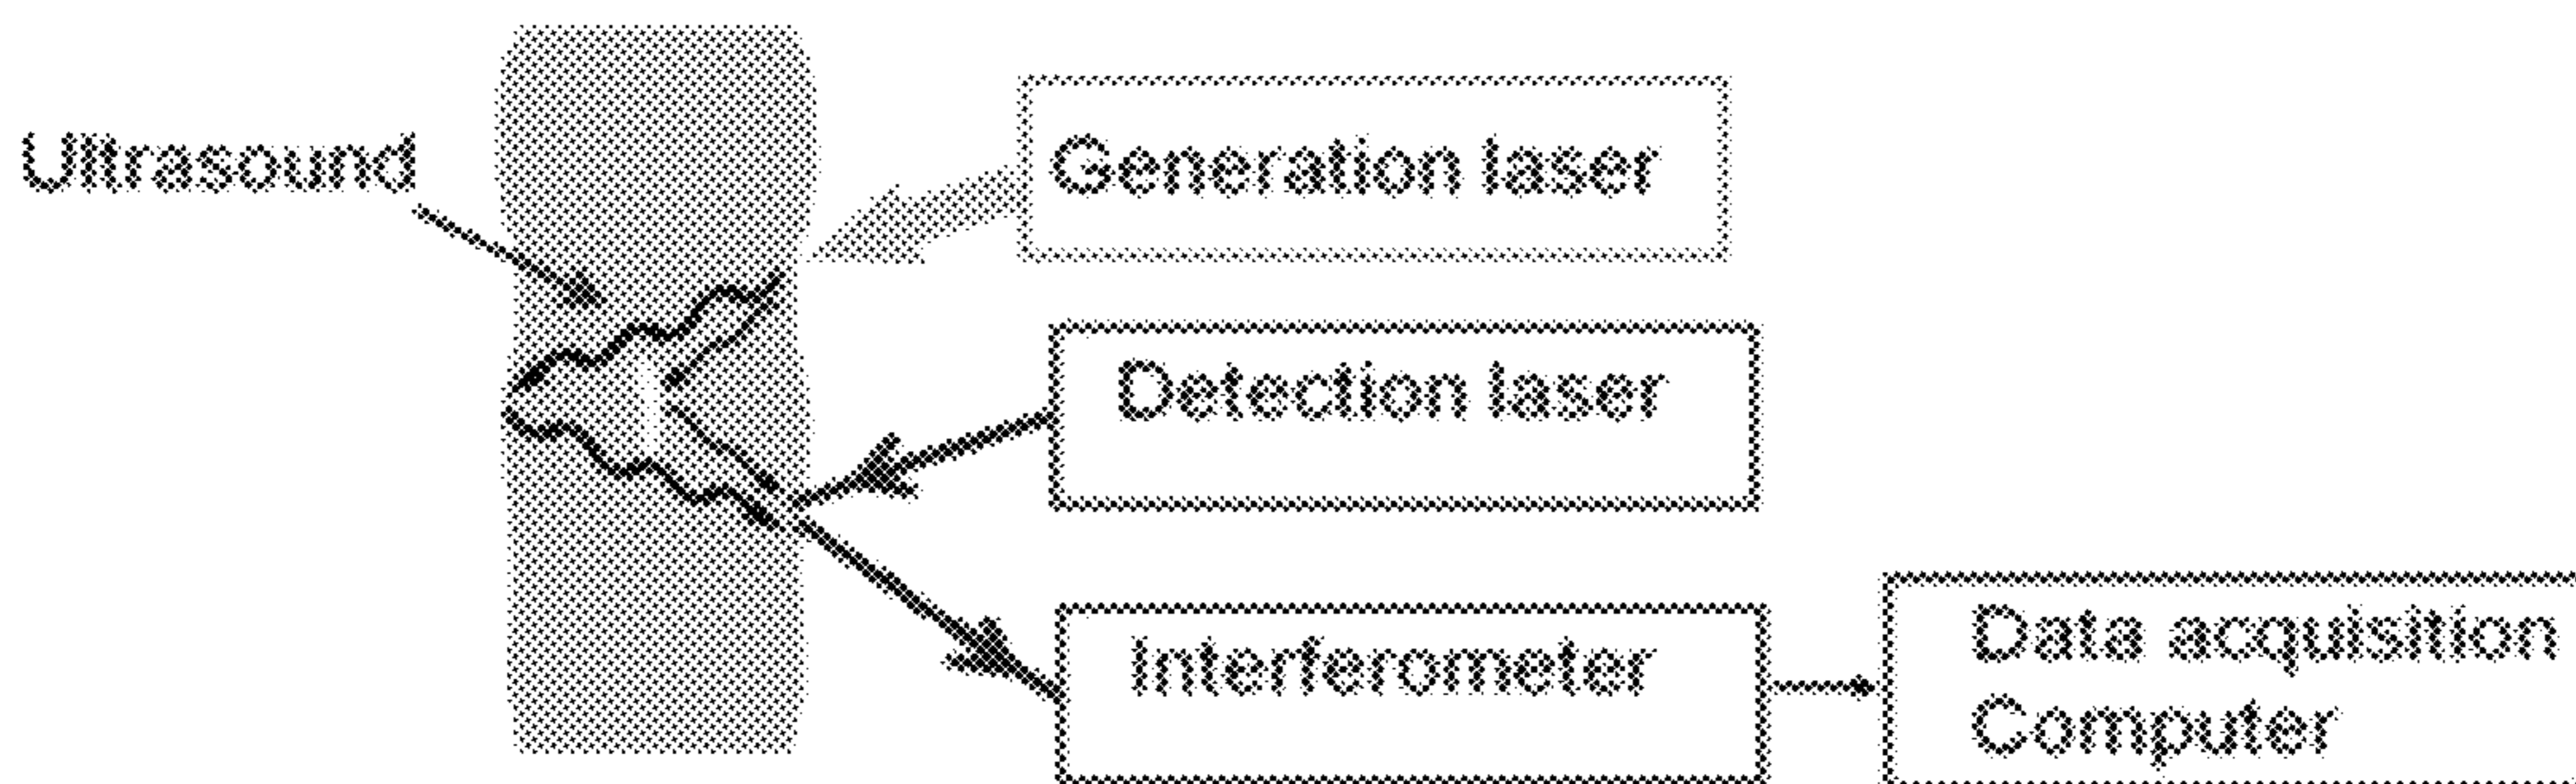 Ultrasound
Generation laser
Detection laser
Interferometer
Data acquisition
Computer